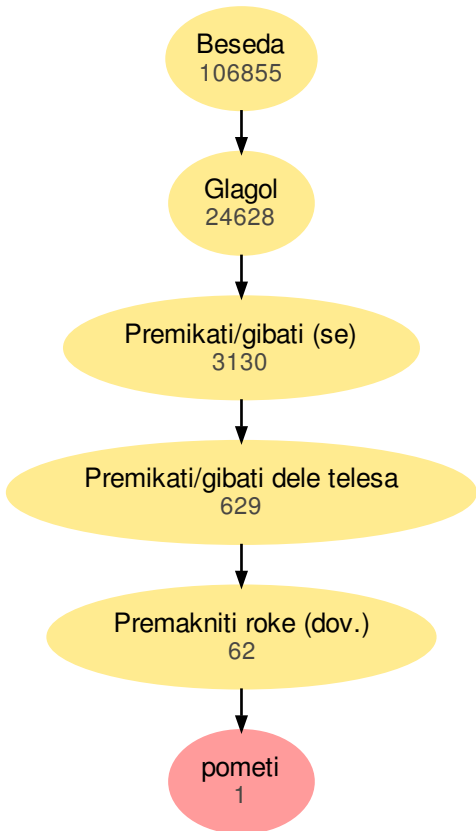 Beseda
106855
Glagol
24628
Premikati/gibati (se)
3130
Premikati/gibati dele telesa
629
Premakniti roke (dov.)
62
pometi
1